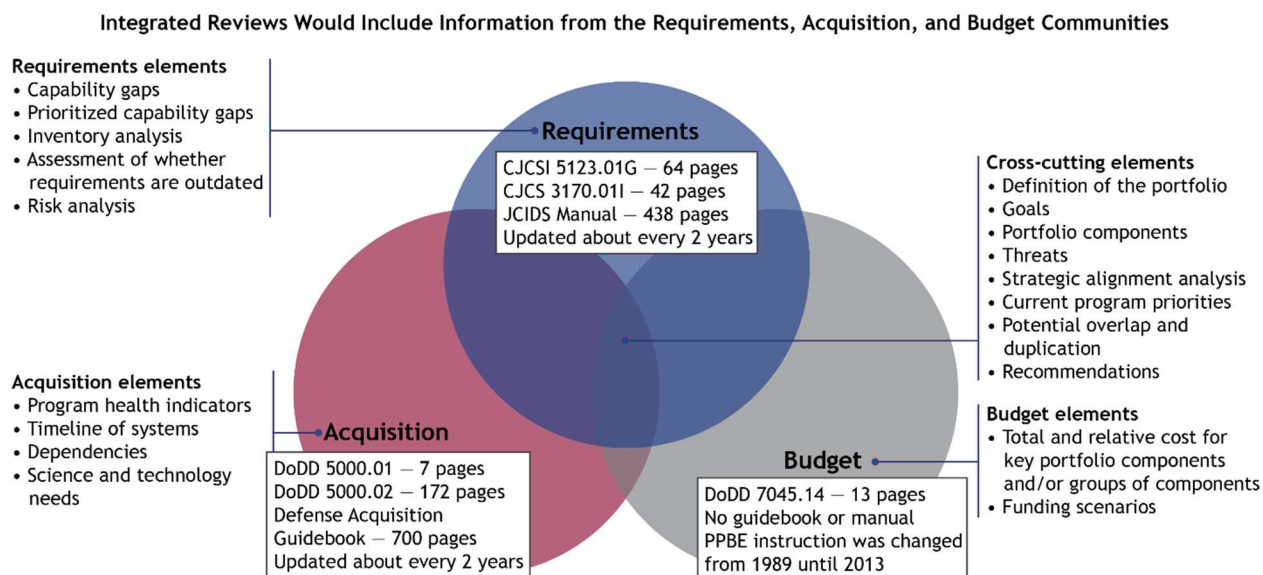 Integrated Reviews Would Include Information from the Requirements, Acquisition, and Budget Communities
Requirements elements
• Capability gaps
• Prioritized capability gaps
• Inventory analysis
• Assessment of whether
requirements are outdated
• Risk analysis
Requirements
CJCSI 5123.01G — 64 pages
CJCS 3170.01I — 42 pages
JCIDS Manual — 438 pages
Updated about every 2 years
Cross-cutting elements
• Definition of the portfolio
• Goals
• Portfolio components
• Threats
• Strategic alignment analysis
• Current program priorities
• Potential overlap and
duplication
• Recommendations
Acquisition elements
• Program health indicators
• Timeline of systems
• Dependencies
• Science and technology
needs
Acquisition
DoDD 5000.01 — 7 pages
DoDD 5000.02 — 172 pages
Defense Acquisition
Guidebook — 700 pages
Updated about every 2 years
Budget
DoDD 7045.14 — 13 pages
No guidebook or manual
PPBE instruction was changed
from 1989 until 2013
Budget elements
• Total and relative cost for
key portfolio components
and/or groups of components
• Funding scenarios